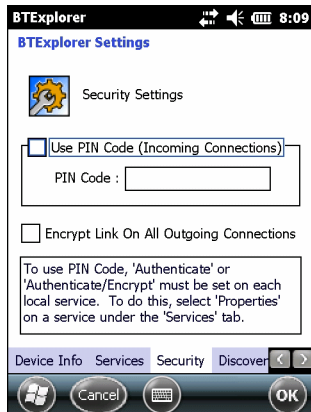 BTExplorer 8:09
BTExplorer Settings
Security Settings
Use PIN Code (Incoming Connections)
PIN Code :
Encrypt Link On All Outgoing Connections
To use PIN Code, 'Authenticate' or
'Authenticate/Encrypt' must be set on each
local service. To do this, select 'Properties'
on a service under the 'Services' tab.
Device Info Services Security Discover
Cancel OK